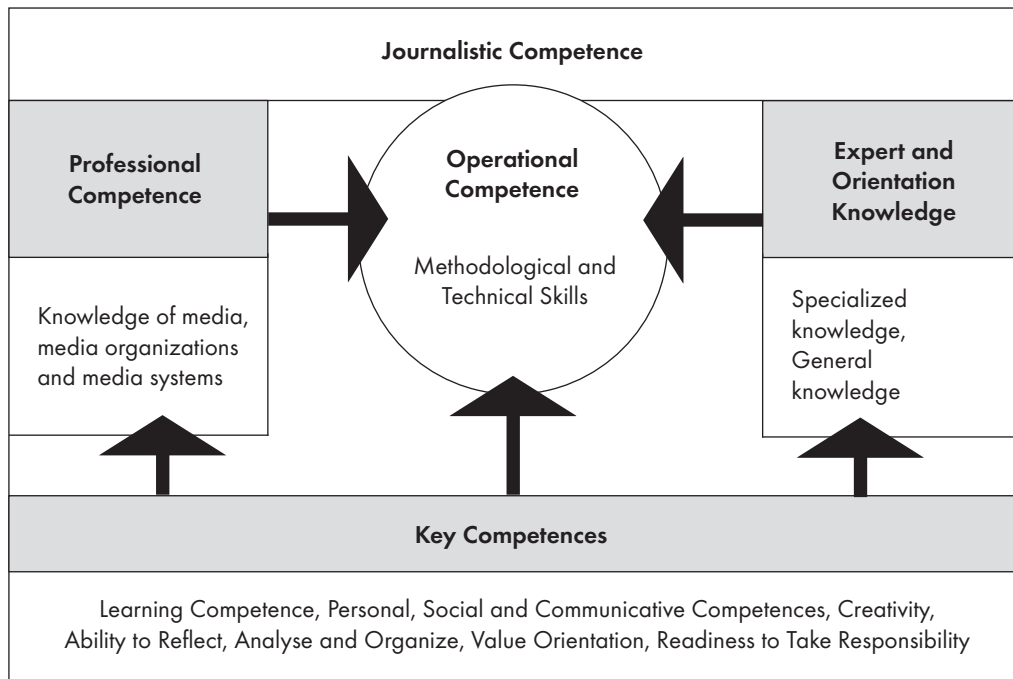 Journalistic Competence
Professional
Competence
Knowledge of media,
media organizations
and media systems
Operational
Competence
Methodological and
Technical Skills
Expert and
Orientation
Knowledge
Specialized
knowledge,
General
knowledge
Key Competences
Learning Competence, Personal, Social and Communicative Competences, Creativity,
Ability to Reflect, Analyse and Organize, Value Orientation, Readiness to Take Responsibility